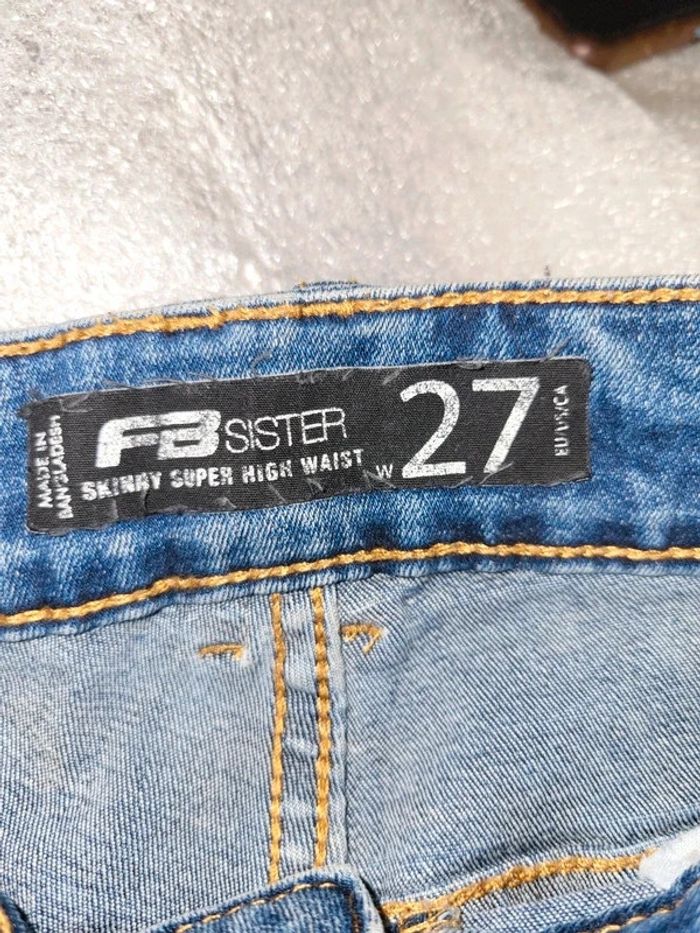 MADE IN
BANGLADESH
FB SISTER
SKINNY SUPER HIGH WAIST
W 27
EU/US/CA